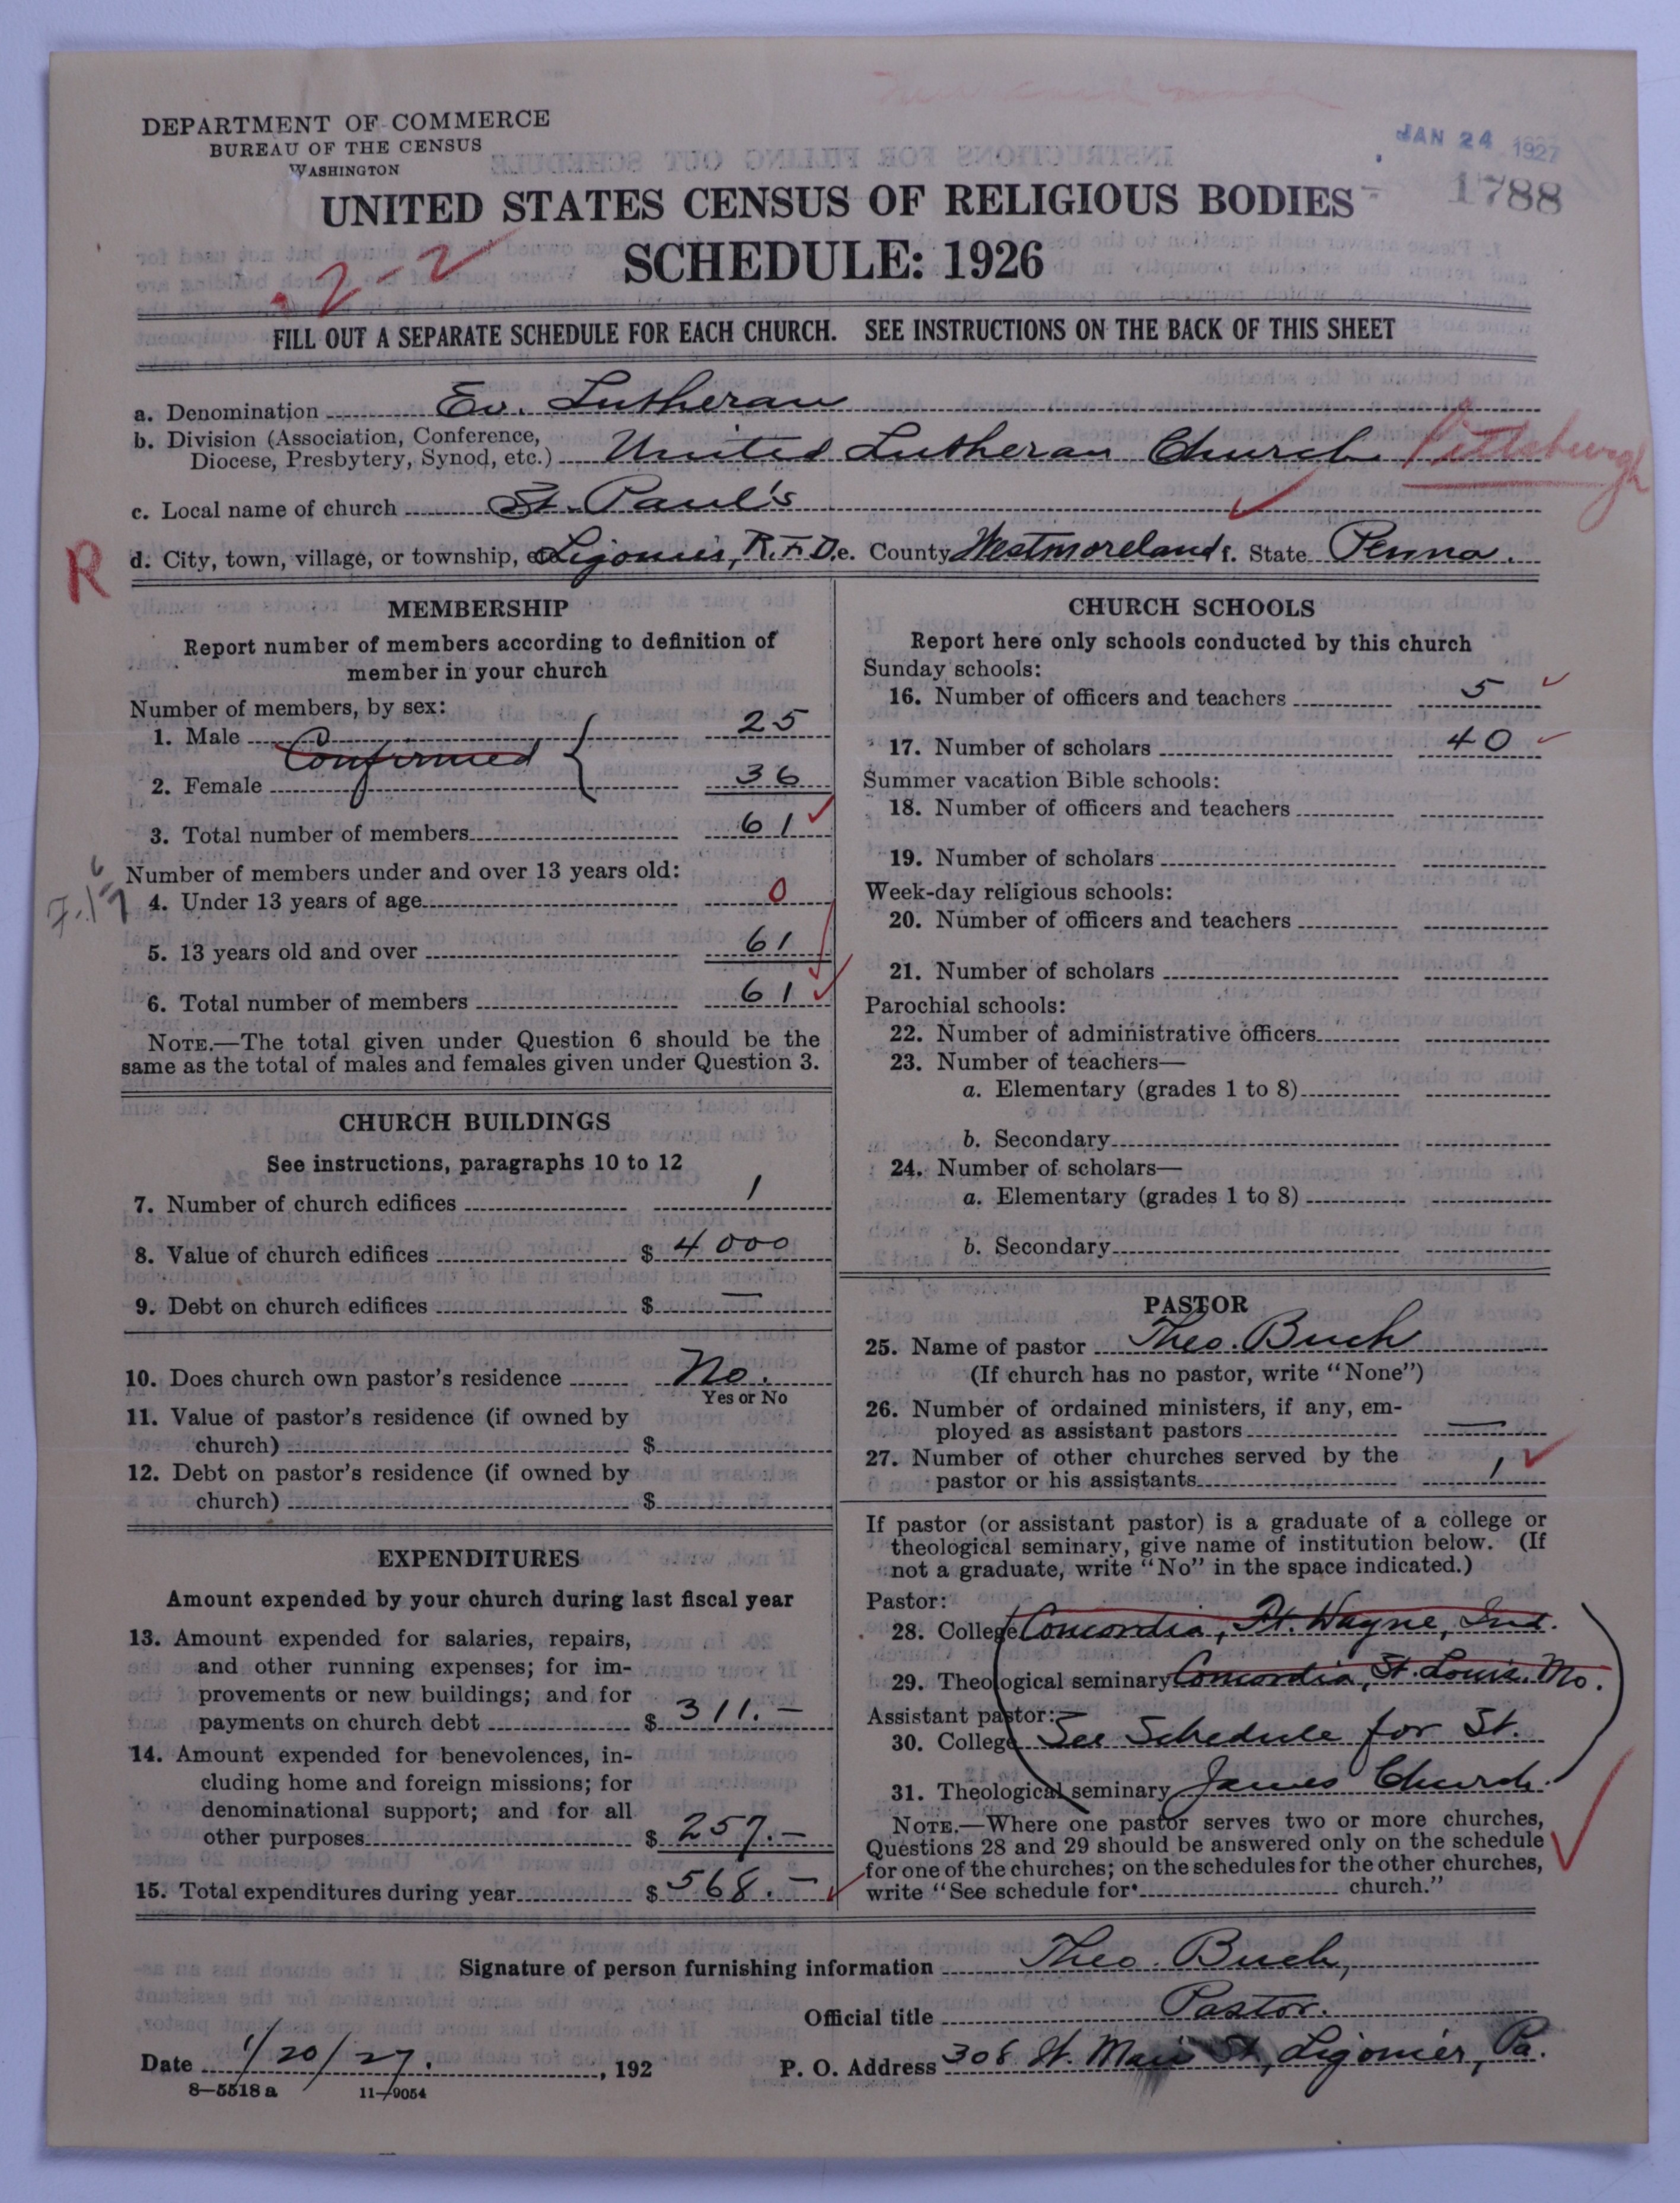 DEPARTMENT OF COMMERCE
BUREAU OF THE CENSUS
WASHINGTON
JAN 24 1927
1788
UNITED STATES CENSUS OF RELIGIOUS BODIES
SCHEDULE: 1926
2-2
FILL OUT A SEPARATE SCHEDULE FOR EACH CHURCH. SEE INSTRUCTIONS ON THE BACK OF THIS SHEET
a. Denomination Ev. Lutheran
b. Division (Association, Conference, Diocese, Presbytery, Synod, etc.) United Lutheran Church Pittsburgh
c. Local name of church St. Paul's
R
d. City, town, village, or township, etc. Ligonier, R.F.D. e. County Westmoreland f. State Penna.
MEMBERSHIP
Report number of members according to definition of
member in your church
Number of members, by sex:
1. Male 25
Confirmed
2. Female 36
3. Total number of members 61
Number of members under and over 13 years old:
4. Under 13 years of age 0
5. 13 years old and over 61
6. Total number of members 61
NOTE.—The total given under Question 6 should be the
same as the total of males and females given under Question 3.
CHURCH BUILDINGS
See instructions, paragraphs 10 to 12
7. Number of church edifices 1
8. Value of church edifices $ 4000
9. Debt on church edifices $ —
10. Does church own pastor's residence No.
Yes or No
11. Value of pastor's residence (if owned by
church) $
12. Debt on pastor's residence (if owned by
church) $
EXPENDITURES
Amount expended by your church during last fiscal year
13. Amount expended for salaries, repairs,
and other running expenses; for im-
provements or new buildings; and for
payments on church debt $ 311.—
14. Amount expended for benevolences, in-
cluding home and foreign missions; for
denominational support; and for all
other purposes $ 257.—
15. Total expenditures during year $ 568.—
CHURCH SCHOOLS
Report here only schools conducted by this church
Sunday schools:
16. Number of officers and teachers 5
17. Number of scholars 40
Summer vacation Bible schools:
18. Number of officers and teachers
19. Number of scholars
Week-day religious schools:
20. Number of officers and teachers
21. Number of scholars
Parochial schools:
22. Number of administrative officers
23. Number of teachers—
a. Elementary (grades 1 to 8)
b. Secondary
24. Number of scholars—
a. Elementary (grades 1 to 8)
b. Secondary
PASTOR
25. Name of pastor Theo. Buch
(If church has no pastor, write "None")
26. Number of ordained ministers, if any, em-
ployed as assistant pastors —
27. Number of other churches served by the
pastor or his assistants 1
If pastor (or assistant pastor) is a graduate of a college or
theological seminary, give name of institution below. (If
not a graduate, write "No" in the space indicated.)
Pastor:
28. College Concordia, Ft. Wayne, Ind.
29. Theological seminary Concordia, St. Louis. Mo.
Assistant pastor:
30. College See Schedule for St.
31. Theological seminary James Church.
NOTE.—Where one pastor serves two or more churches,
Questions 28 and 29 should be answered only on the schedule
for one of the churches; on the schedules for the other churches,
write "See schedule for church."
Signature of person furnishing information Theo. Buch,
Official title Pastor.
Date 1/20/27. , 192
P. O. Address 308 W. Main St., Ligonier, Pa.
8—5518 a 11—9054